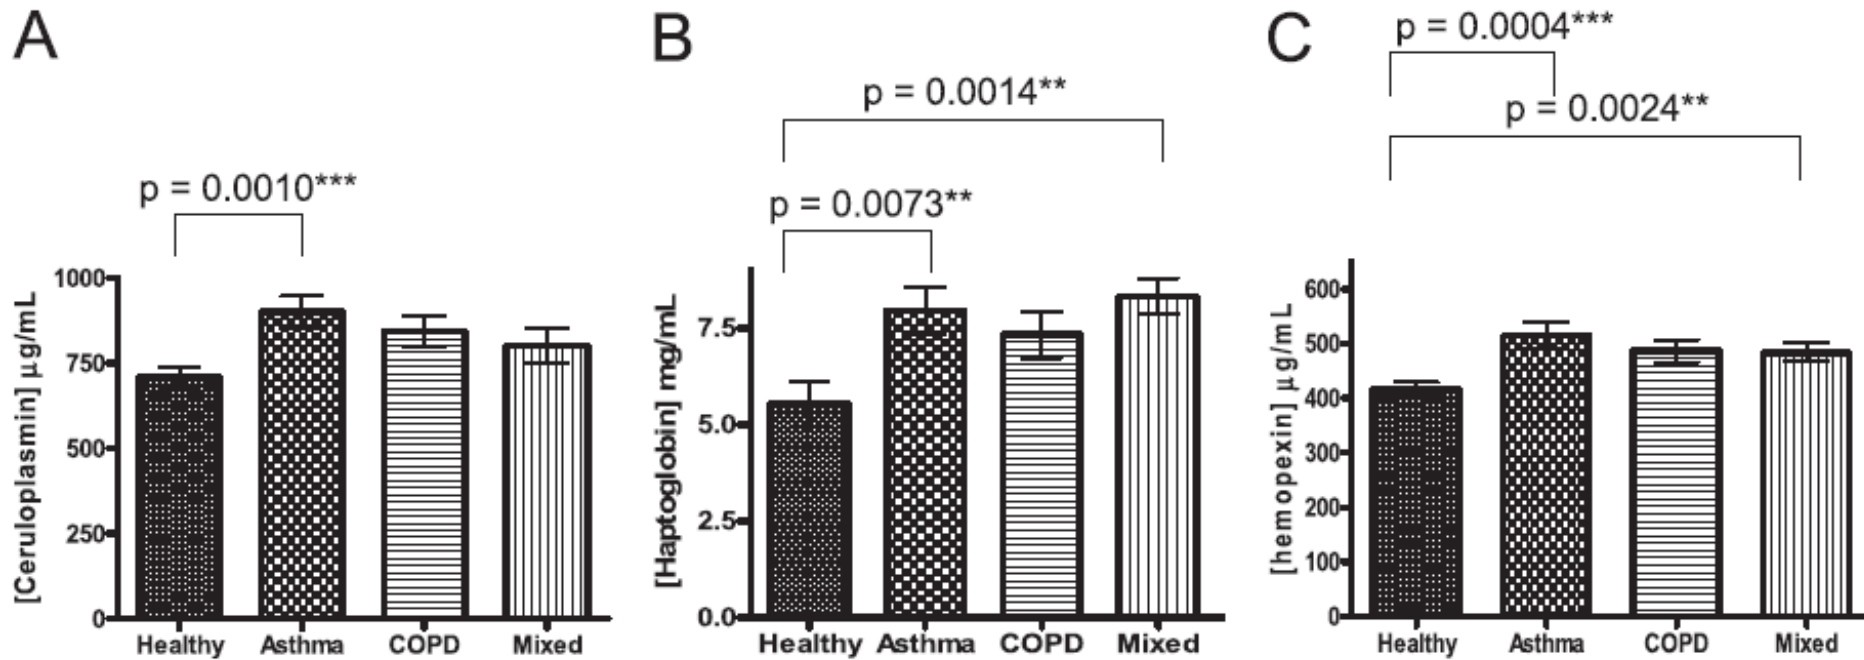 A
p = 0.0010***
[Ceruloplasmin] µg/mL
1000
750
500
250
0
Healthy Asthma COPD Mixed
B
p = 0.0014**
p = 0.0073**
[Haptoglobin] mg/mL
7.5
5.0
2.5
0.0
Healthy Asthma COPD Mixed
C
p = 0.0004***
p = 0.0024**
[hemopexin] µg/mL
600
500
400
300
200
100
0
Healthy Asthma COPD Mixed